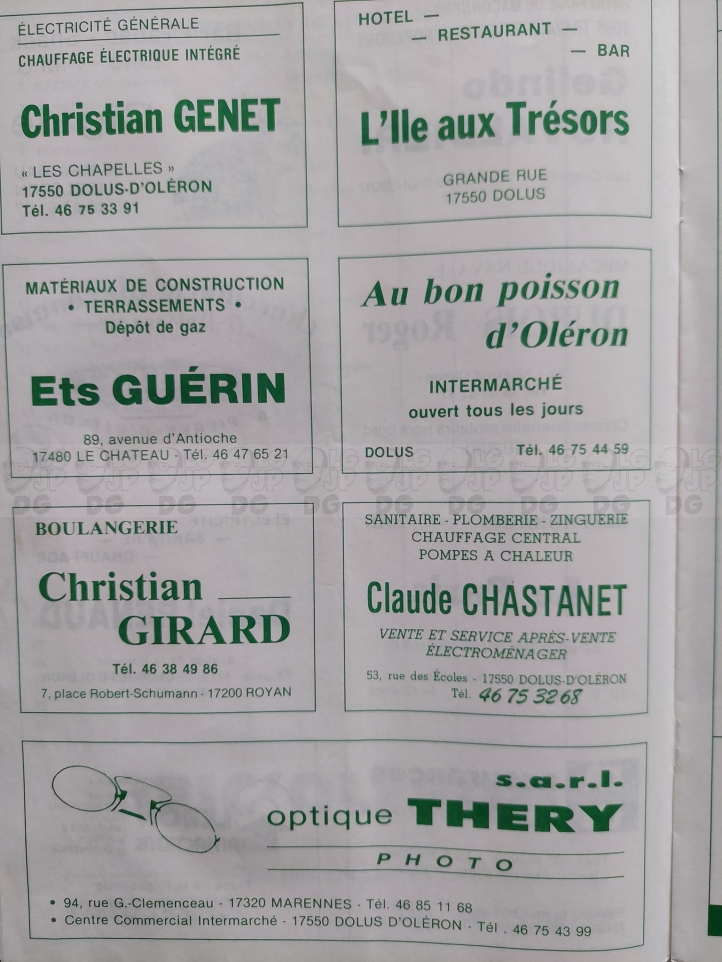 ÉLECTRICITÉ GÉNÉRALE
CHAUFFAGE ÉLECTRIQUE INTÉGRÉ
Christian GENET
« LES CHAPELLES »
17550 DOLUS-D'OLÉRON
Tél. 46 75 33 91
HOTEL —
— RESTAURANT —
— BAR
L'Ile aux Trésors
GRANDE RUE
17550 DOLUS
MATÉRIAUX DE CONSTRUCTION
• TERRASSEMENTS •
Dépôt de gaz
Ets GUÉRIN
89, avenue d'Antioche
17480 LE CHATEAU - Tél. 46 47 65 21
Au bon poisson
d'Oléron
INTERMARCHÉ
ouvert tous les jours
DOLUS Tél. 46 75 44 59
BOULANGERIE
Christian
GIRARD
Tél. 46 38 49 86
7, place Robert-Schumann - 17200 ROYAN
SANITAIRE - PLOMBERIE - ZINGUERIE
CHAUFFAGE CENTRAL
POMPES A CHALEUR
Claude CHASTANET
VENTE ET SERVICE APRÈS-VENTE
ÉLECTROMÉNAGER
53, rue des Écoles - 17550 DOLUS-D'OLÉRON
Tél. 46 75 32 68
s.a.r.l.
optique THERY
PHOTO
• 94, rue G.-Clemenceau - 17320 MARENNES - Tél. 46 85 11 68
• Centre Commercial Intermarché - 17550 DOLUS D'OLÉRON - Tél . 46 75 43 99